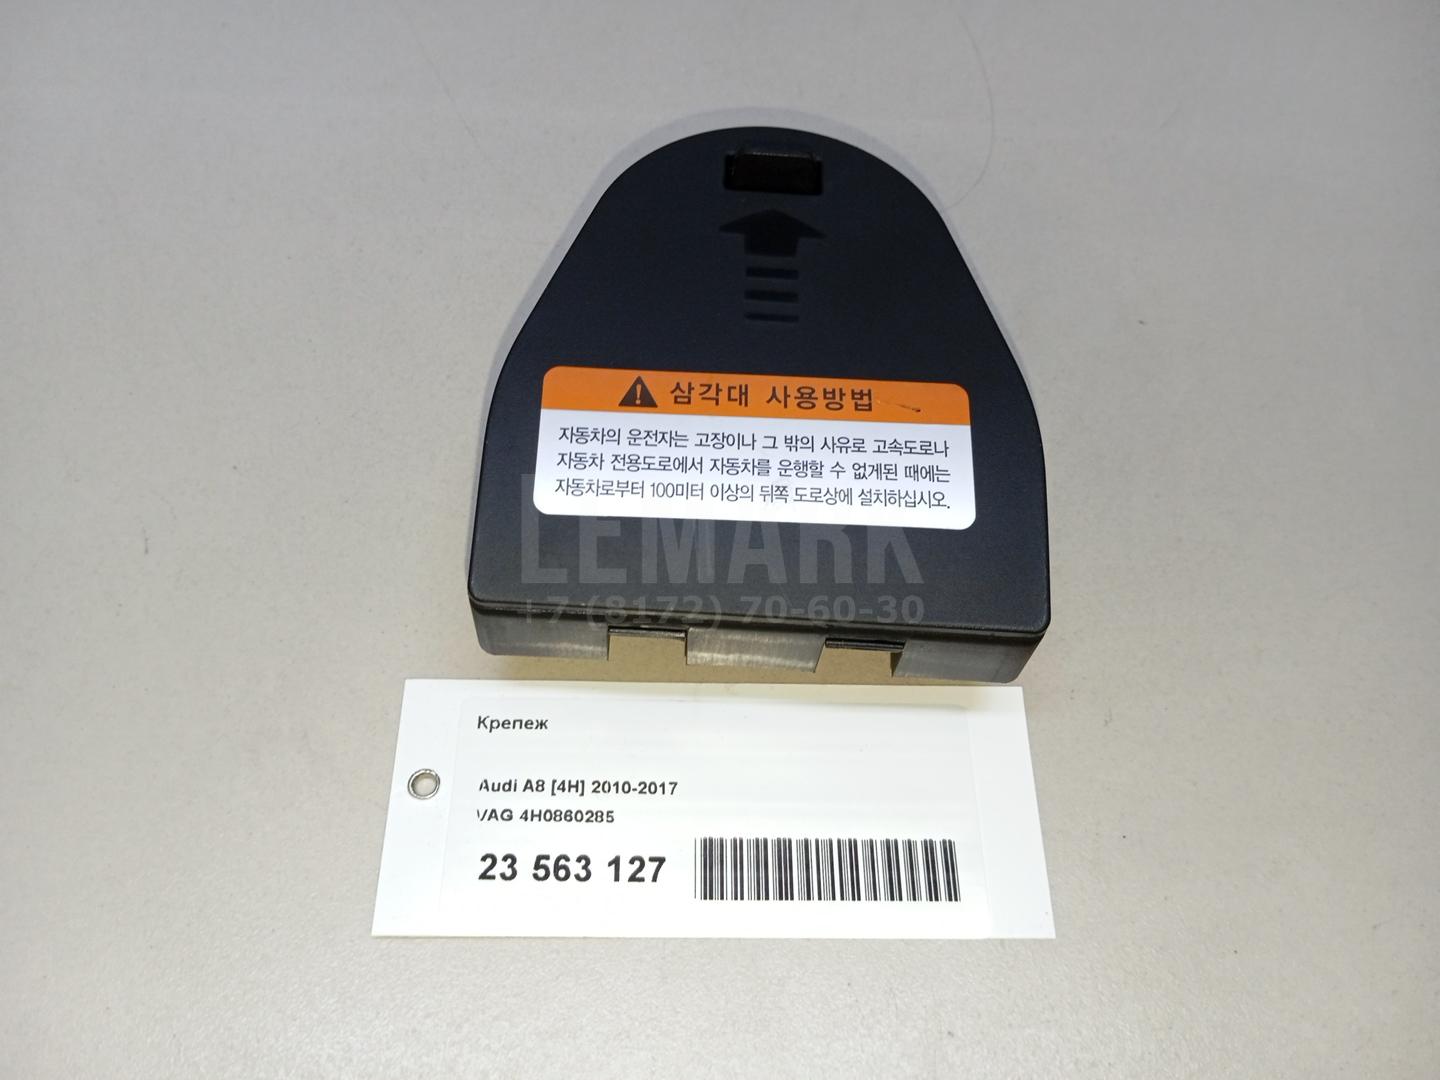 삼각대 사용방법
자동차의 운전자는 고장이나 그 밖의 사유로 고속도로나
자동차 전용도로에서 자동차를 운행할 수 없게된 때에는
자동차로부터 100미터 이상의 뒤쪽 도로상에 설치하십시오.
LEMARK
+7 (8172) 70-60-30
Крепеж
Audi A8 [4H] 2010-2017
VAG 4H0860285
23 563 127